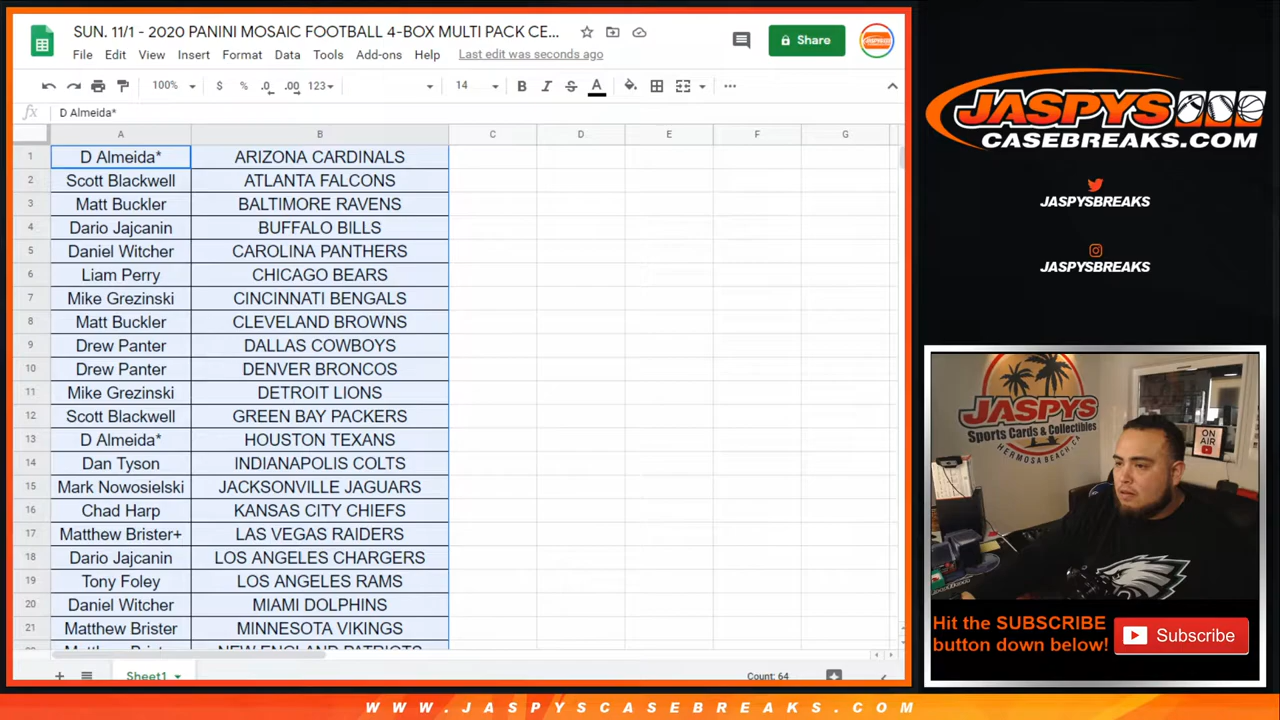 SUN. 11/1 - 2020 PANINI MOSAIC FOOTBALL 4-BOX MULTI PACK CE...
File Edit View Insert Format Data Tools Add-ons Help Last edit was seconds ago
Share
100% $ % .0 .00 123 14 B I S A
fx D Almeida*
A B C D E F G
1 D Almeida* ARIZONA CARDINALS
2 Scott Blackwell ATLANTA FALCONS
3 Matt Buckler BALTIMORE RAVENS
4 Dario Jajcanin BUFFALO BILLS
5 Daniel Witcher CAROLINA PANTHERS
6 Liam Perry CHICAGO BEARS
7 Mike Grezinski CINCINNATI BENGALS
8 Matt Buckler CLEVELAND BROWNS
9 Drew Panter DALLAS COWBOYS
10 Drew Panter DENVER BRONCOS
11 Mike Grezinski DETROIT LIONS
12 Scott Blackwell GREEN BAY PACKERS
13 D Almeida* HOUSTON TEXANS
14 Dan Tyson INDIANAPOLIS COLTS
15 Mark Nowosielski JACKSONVILLE JAGUARS
16 Chad Harp KANSAS CITY CHIEFS
17 Matthew Brister+ LAS VEGAS RAIDERS
18 Dario Jajcanin LOS ANGELES CHARGERS
19 Tony Foley LOS ANGELES RAMS
20 Daniel Witcher MIAMI DOLPHINS
21 Matthew Brister MINNESOTA VIKINGS
NEW ENGLAND PATRIOTS
Sheet1 Count: 64
JASPYS
CASEBREAKS.COM
JASPYSBREAKS
JASPYSBREAKS
JASPYS
Sports Cards & Collectibles
HERMOSA BEACH, CA
ON AIR
Hit the SUBSCRIBE
button down below!
Subscribe
WWW.JASPYSCASEBREAKS.COM